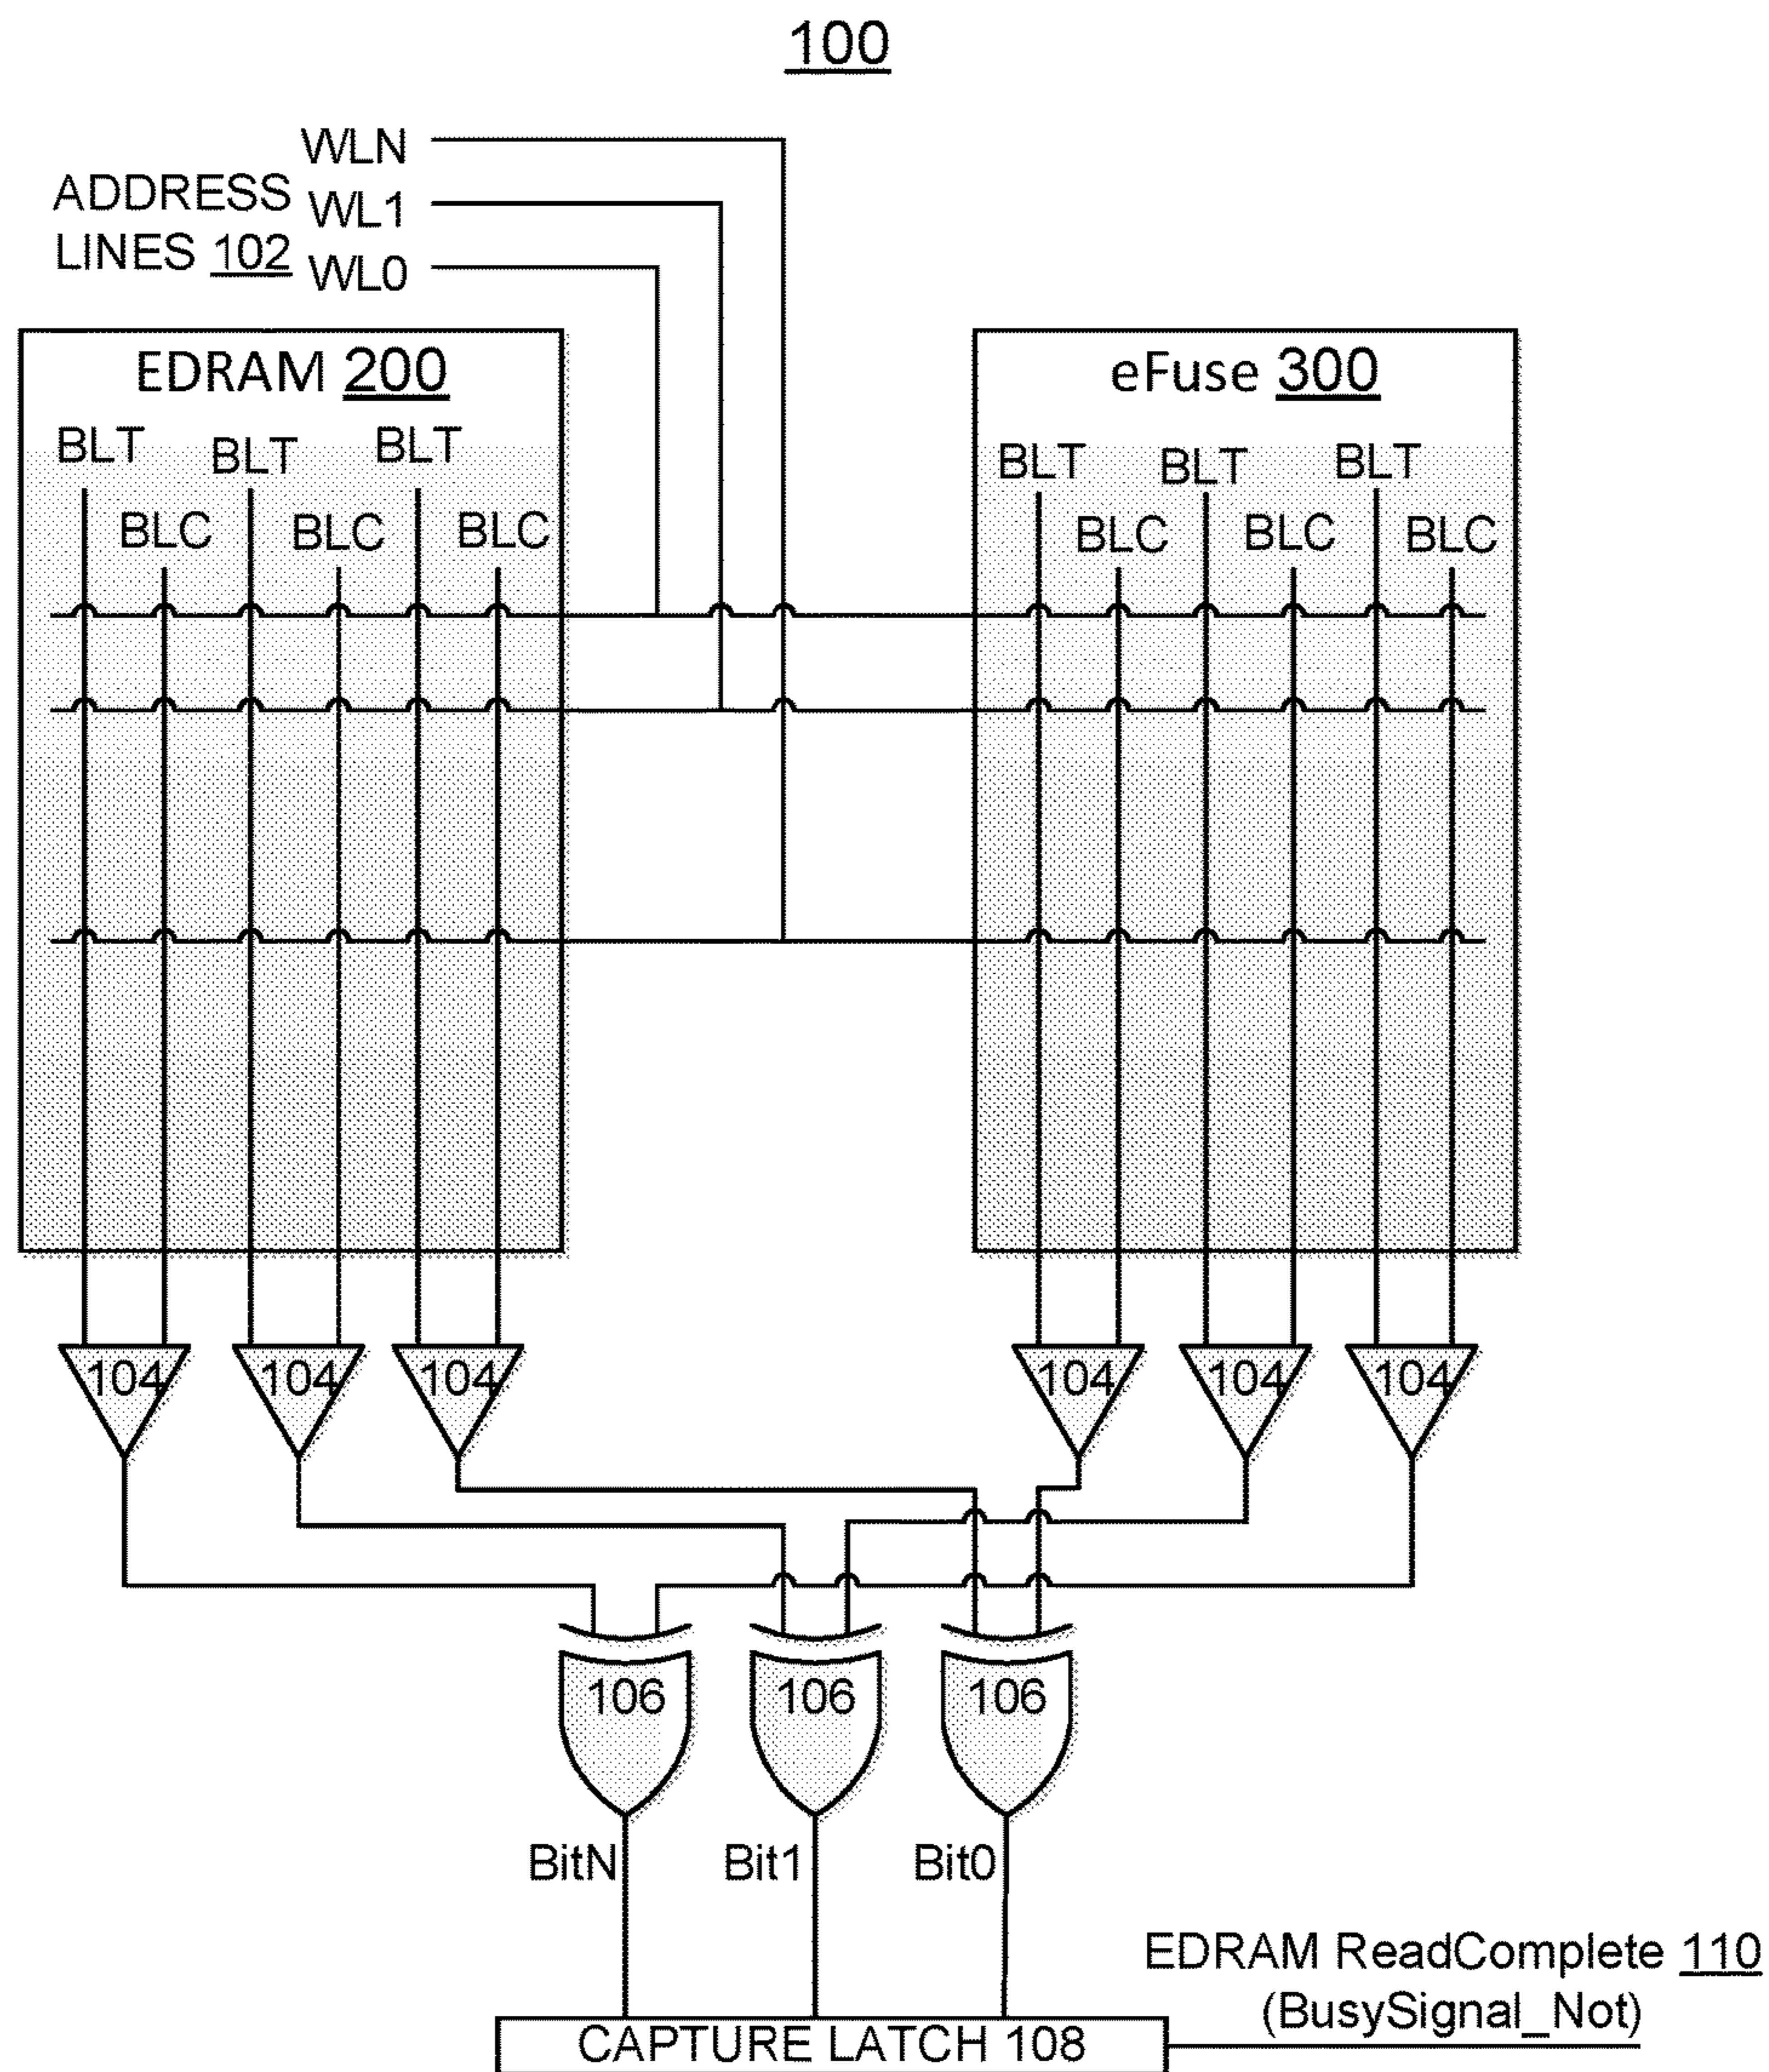 100
WLN
ADDRESS
WL1
LINES 102
WL0
EDRAM 200
eFuse 300
BLT BLT BLT
BLC BLC BLC
BLT BLT BLT
BLC BLC BLC
104 104 104 104 104 104
106 106 106
BitN Bit1 Bit0
EDRAM ReadComplete 110
(BusySignal_Not)
CAPTURE LATCH 108